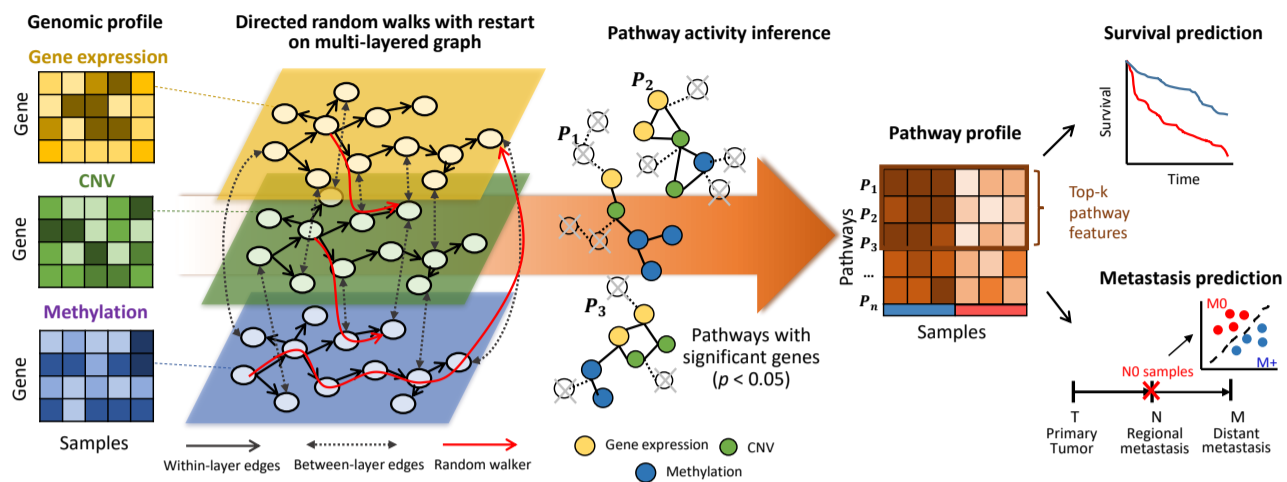 Genomic profile
Gene expression
Gene
CNV
Gene
Methylation
Gene
Samples
Directed random walks with restart
on multi-layered graph
Within-layer edges
Between-layer edges
Random walker
Pathway activity inference
P2
P1
P3
Pathways with
significant genes
(p < 0.05)
Gene expression
CNV
Methylation
Pathway profile
Pathways
P1
P2
P3
...
Pn
Samples
Top-k
pathway
features
Survival prediction
Survival
Time
Metastasis prediction
M0
M+
N0 samples
T
Primary
Tumor
N
Regional
metastasis
M
Distant
metastasis